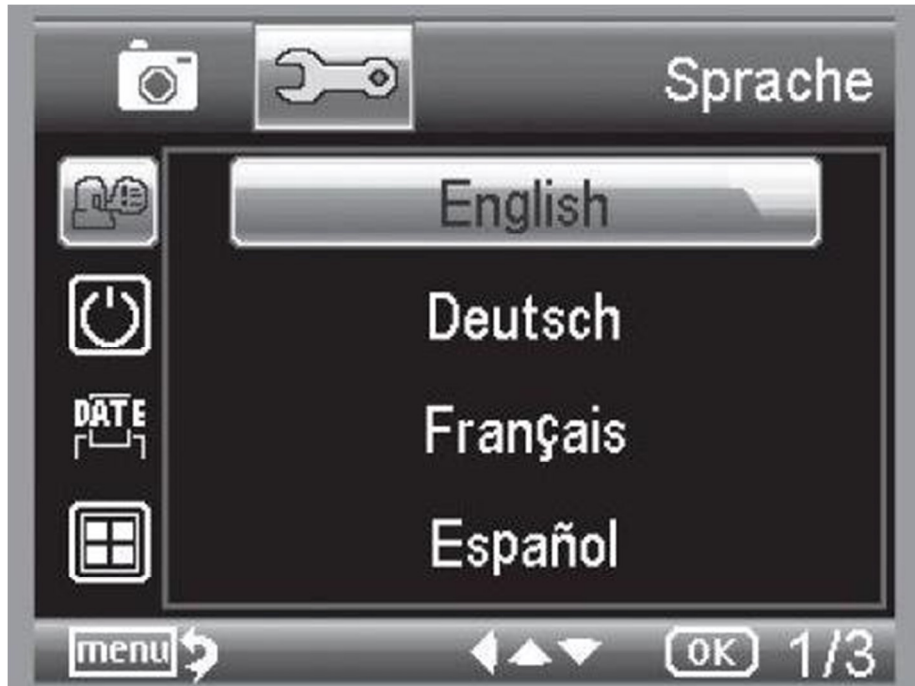 Sprache
English
Deutsch
Français
DATE
Español
menu OK 1/3